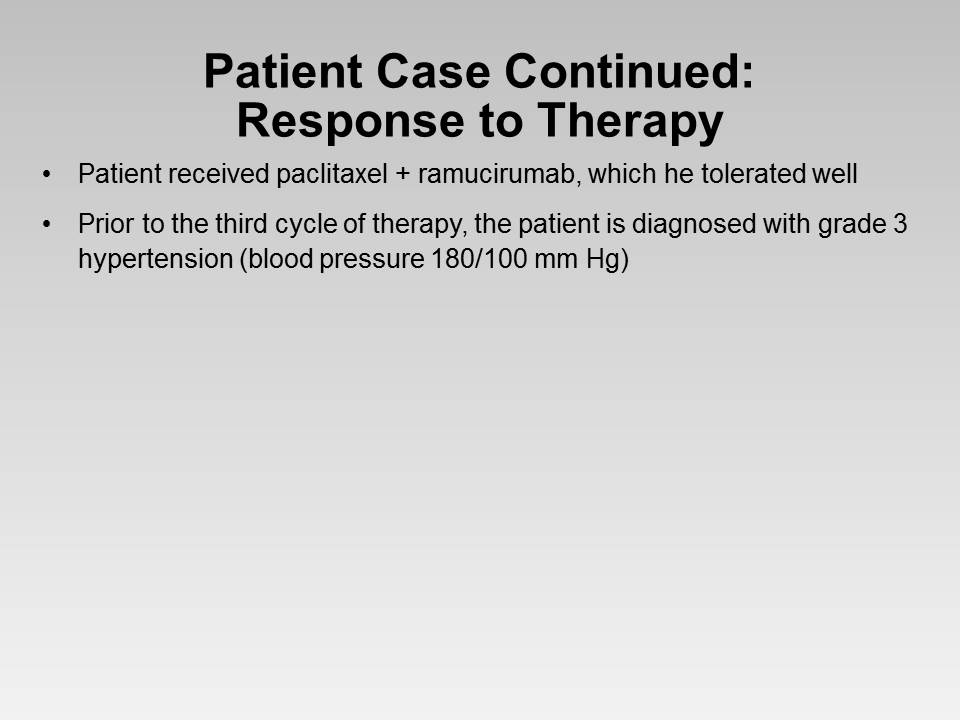 Patient Case Continued:
Response to Therapy
• Patient received paclitaxel + ramucirumab, which he tolerated well
• Prior to the third cycle of therapy, the patient is diagnosed with grade 3
hypertension (blood pressure 180/100 mm Hg)